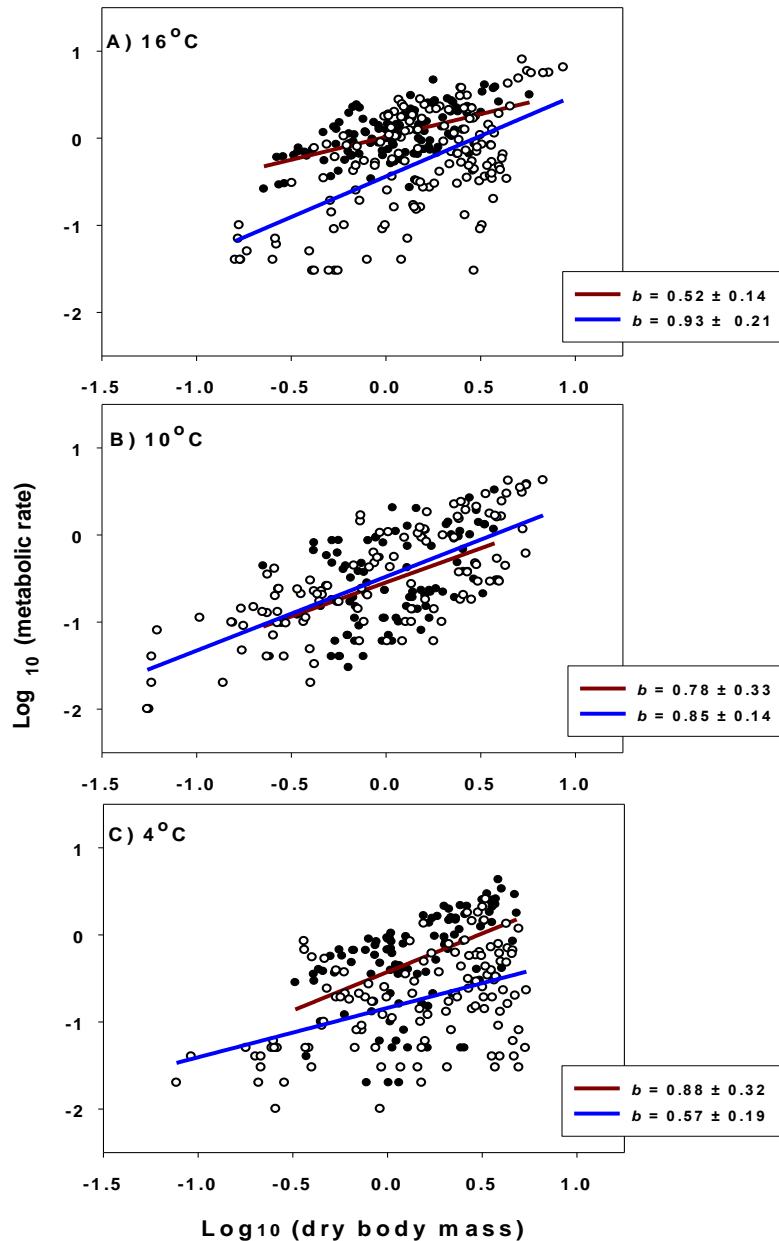 A) 16°C
1
0
-1
-2
b = 0.52 ± 0.14
b = 0.93 ± 0.21
-1.5 -1.0 -0.5 0.0 0.5 1.0
B) 10°C
1
0
-1
-2
Log 10 (metabolic rate)
b = 0.78 ± 0.33
b = 0.85 ± 0.14
-1.5 -1.0 -0.5 0.0 0.5 1.0
C) 4°C
1
0
-1
-2
b = 0.88 ± 0.32
b = 0.57 ± 0.19
-1.5 -1.0 -0.5 0.0 0.5 1.0
Log10 (dry body mass)